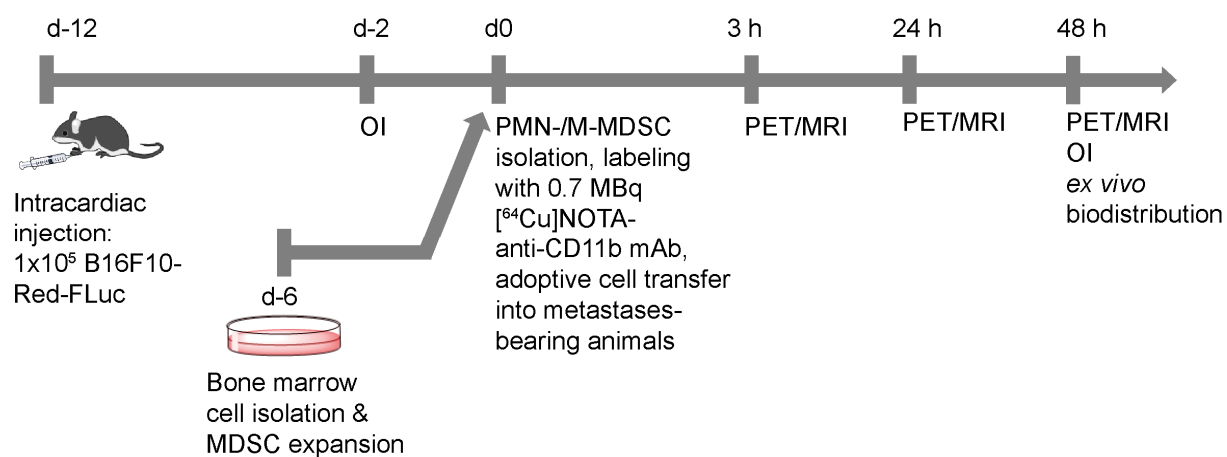 d-12
d-2
d0
3 h
24 h
48 h
OI
PMN-/M-MDSC
isolation, labeling
with 0.7 MBq
[⁶⁴Cu]NOTA-
anti-CD11b mAb,
adoptive cell transfer
into metastases-
bearing animals
PET/MRI
PET/MRI
PET/MRI
OI
ex vivo
biodistribution
Intracardiac
injection:
1x10⁵ B16F10-
Red-FLuc
d-6
Bone marrow
cell isolation &
MDSC expansion